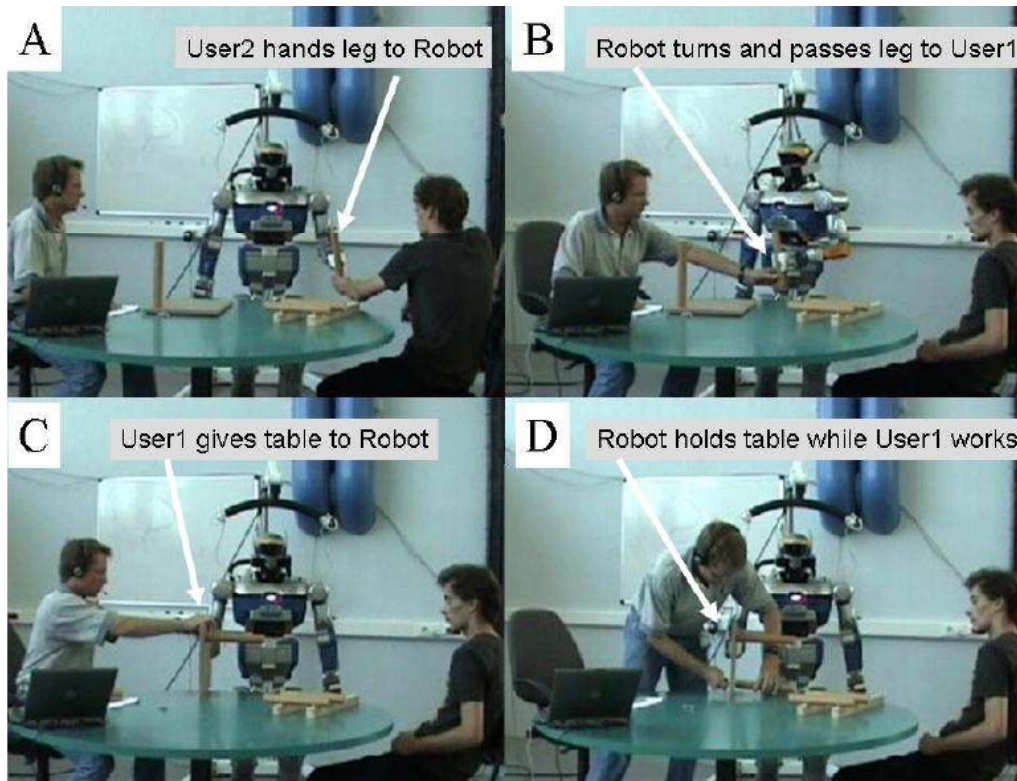 A
User2 hands leg to Robot
B
Robot turns and passes leg to User1
C
User1 gives table to Robot
D
Robot holds table while User1 works